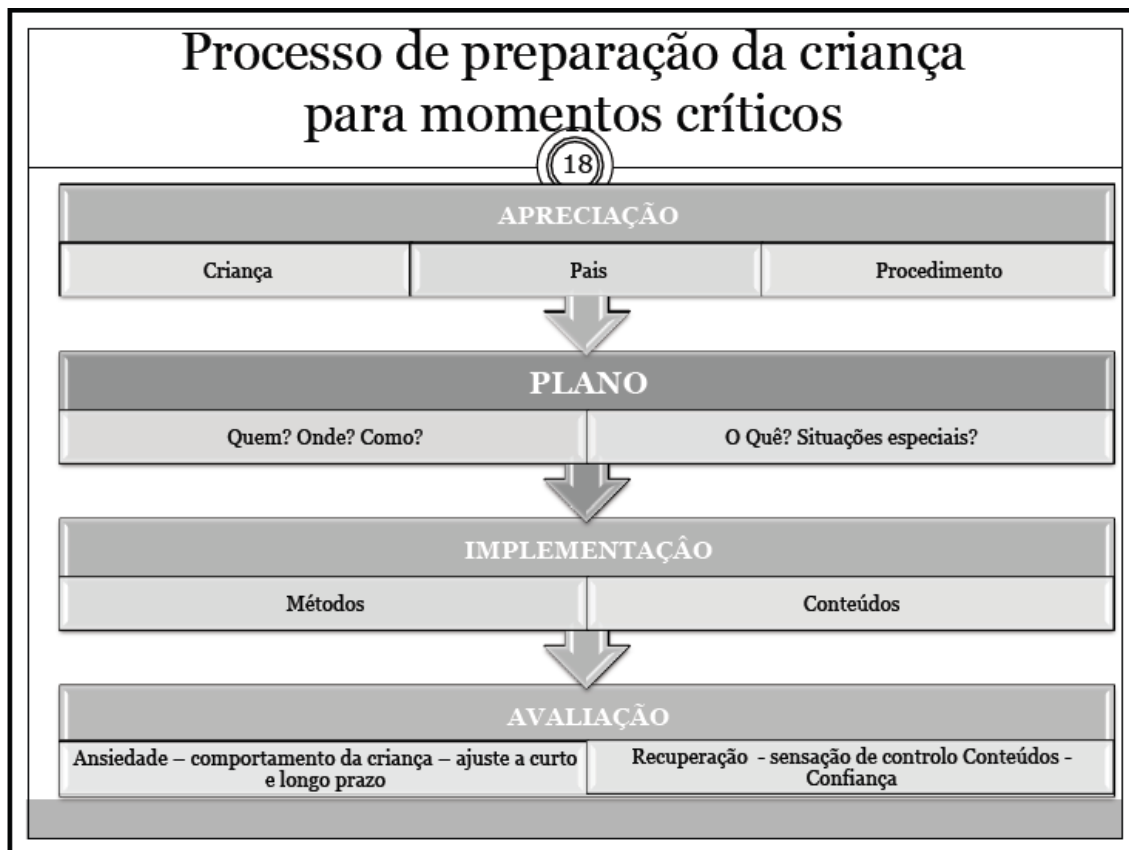 Processo de preparação da criança
para momentos críticos
18
APRECIAÇÃO
Criança
Pais
Procedimento
PLANO
Quem? Onde? Como?
O Quê? Situações especiais?
IMPLEMENTAÇÂO
Métodos
Conteúdos
AVALIAÇÃO
Ansiedade – comportamento da criança – ajuste a curto
e longo prazo
Recuperação - sensação de controlo Conteúdos -
Confiança